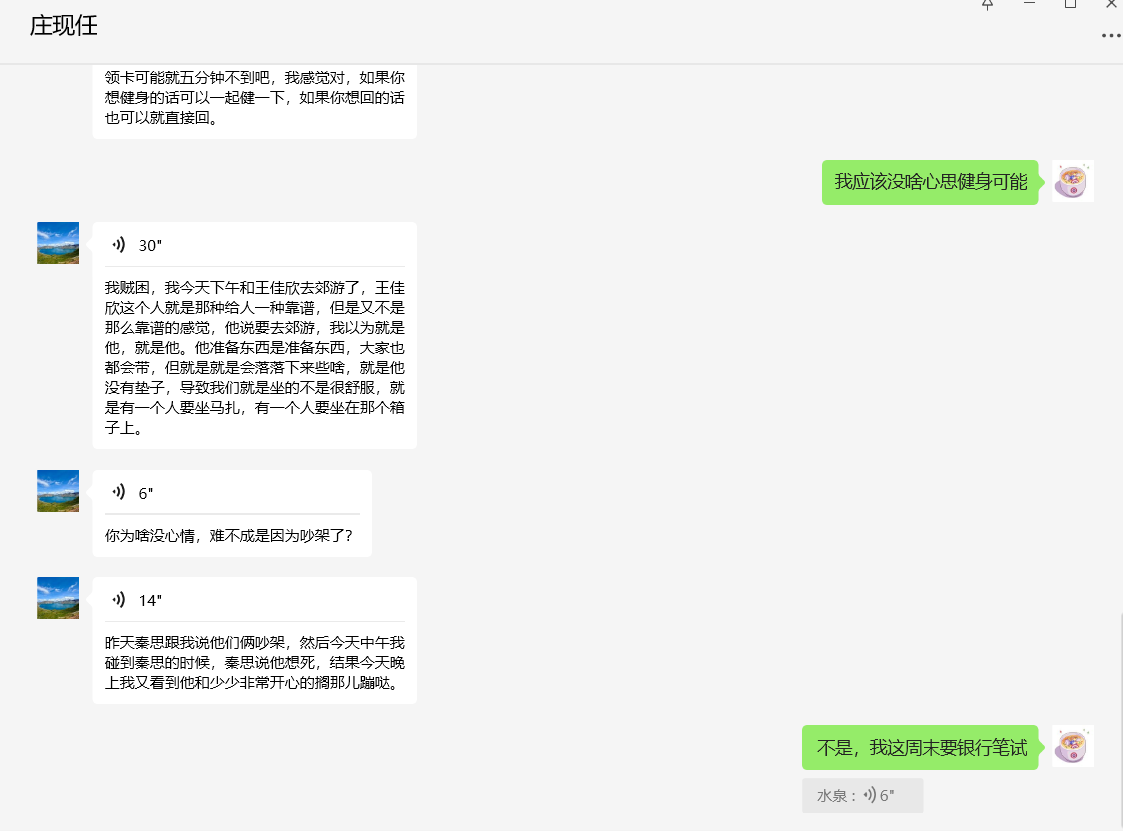 庄现任
领卡可能就五分钟不到吧，我感觉对，如果你
想健身的话可以一起健一下，如果你想回的话
也可以就直接回。
我应该没啥心思健身可能
30"
我贼困，我今天下午和王佳欣去郊游了，王佳
欣这个人就是那种给人一种靠谱，但是又不是
那么靠谱的感觉，他说要去郊游，我以为就是
他，就是他。他准备东西是准备东西，大家也
都会带，但就是就是会落落下来些啥，就是他
没有垫子，导致我们就是坐的不是很舒服，就
是有一个人要坐马扎，有一个人要坐在那个箱
子上。
6"
你为啥没心情，难不成是因为吵架了？
14"
昨天秦思跟我说他们俩吵架，然后今天中午我
碰到秦思的时候，秦思说他想死，结果今天晚
上我又看到他和少少非常开心的搁那儿蹦哒。
不是，我这周末要银行笔试
水泉：6"